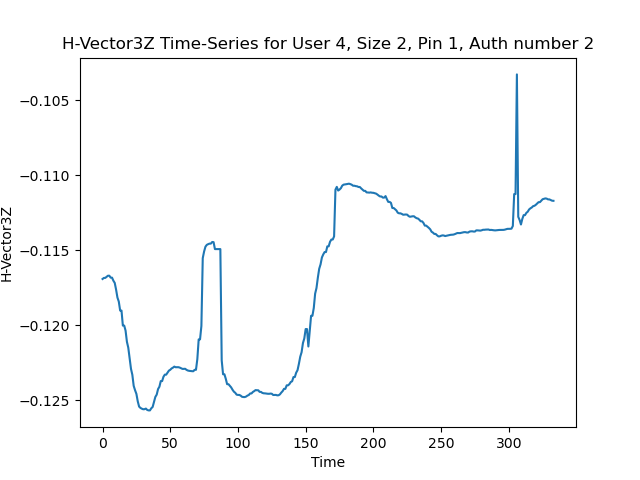 H-Vector3Z Time-Series for User 4, Size 2, Pin 1, Auth number 2
H-Vector3Z
−0.105
−0.110
−0.115
−0.120
−0.125
0 50 100 150 200 250 300
Time